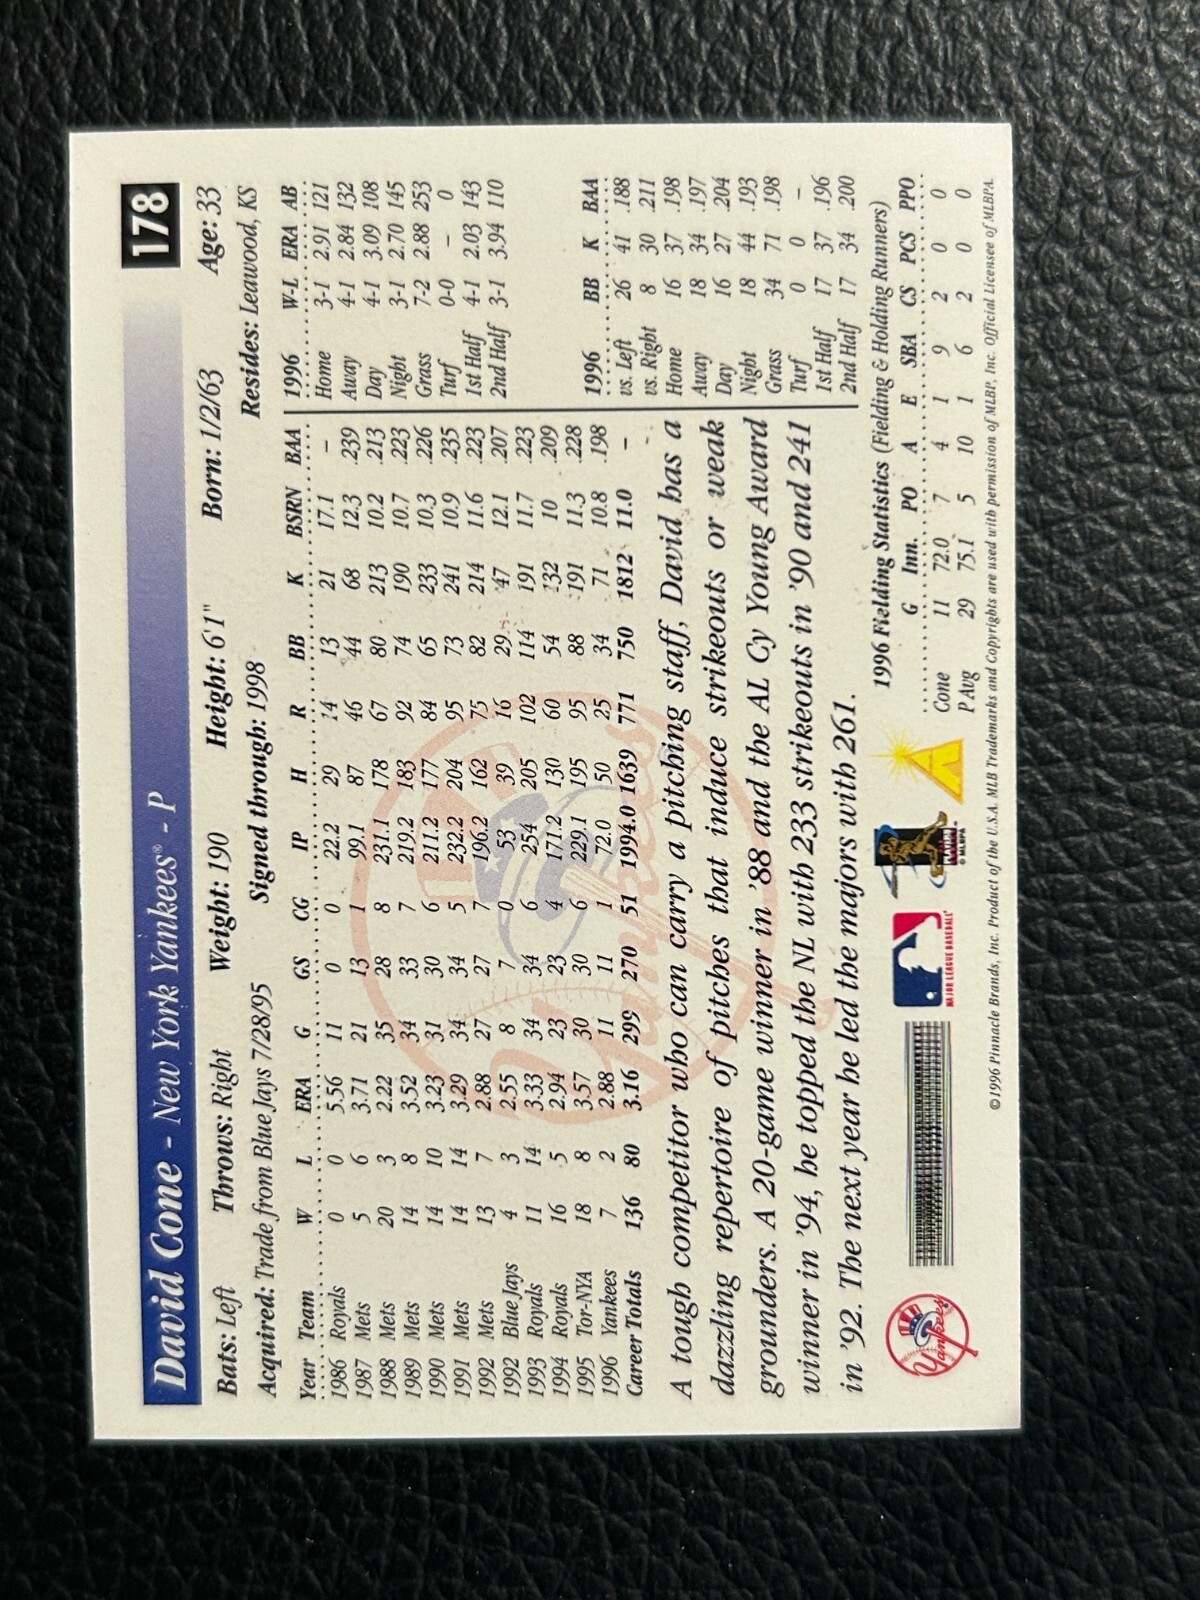 David Cone - New York Yankees® - P 178
Bats: Left Throws: Right Weight: 190 Height: 6'1" Born: 1/2/63 Age: 33
Acquired: Trade from Blue Jays 7/28/95 Signed through: 1998 Resides: Leawood, KS
Year Team W L ERA G GS CG IP H R BB K BSRN BAA
1986 Royals 0 0 5.56 11 0 0 22.2 29 14 13 21 17.1 –
1987 Mets 5 6 3.71 21 13 1 99.1 87 46 44 68 12.3 .239
1988 Mets 20 3 2.22 35 28 8 231.1 178 67 80 213 10.2 .213
1989 Mets 14 8 3.52 34 33 7 219.2 183 92 74 190 10.7 .223
1990 Mets 14 10 3.23 31 30 6 211.2 177 84 65 233 10.3 .226
1991 Mets 14 14 3.29 34 34 5 232.2 204 95 73 241 10.9 .235
1992 Mets 13 7 2.88 27 27 7 196.2 162 75 82 214 11.6 .223
1992 Blue Jays 4 3 2.55 8 7 0 53 39 16 29 47 12.1 .207
1993 Royals 11 14 3.33 34 34 6 254 205 102 114 191 11.7 .223
1994 Royals 16 5 2.94 23 23 4 171.2 130 60 54 132 10 .209
1995 Tor-NYA 18 8 3.57 30 30 6 229.1 195 95 88 191 11.3 .228
1996 Yankees 7 2 2.88 11 11 1 72.0 50 25 34 71 10.8 .198
Career Totals 136 80 3.16 299 270 51 1994.0 1639 771 750 1812 11.0 –
1996 W-L ERA AB
Home 3-1 2.91 121
Away 4-1 2.84 132
Day 4-1 3.09 108
Night 3-1 2.70 145
Grass 7-2 2.88 253
Turf 0-0 – 0
1st Half 4-1 2.03 143
2nd Half 3-1 3.94 110
1996 BB K BAA
vs. Left 26 41 .188
vs. Right 8 30 .211
Home 16 37 .198
Away 18 34 .197
Day 16 27 .204
Night 18 44 .193
Grass 34 71 .198
Turf 0 0 –
1st Half 17 37 .196
2nd Half 17 34 .200
A tough competitor who can carry a pitching staff, David has a
dazzling repertoire of pitches that induce strikeouts or weak
grounders. A 20-game winner in '88 and the AL Cy Young Award
winner in '94, he topped the NL with 233 strikeouts in '90 and 241
in '92. The next year he led the majors with 261.
1996 Fielding Statistics (Fielding & Holding Runners)
G Inn. PO A E SBA CS PCS PPO
Cone 11 72.0 7 4 1 9 2 0 0
P Avg 29 75.1 5 10 1 6 2 0 0
Yankees
MAJOR LEAGUE BASEBALL
PLAYERS
© MLBPA
©1996 Pinnacle Brands, Inc. Product of the U.S.A. MLB Trademarks and Copyrights are used with permission of MLBP, Inc. Official Licensee of MLBPA.